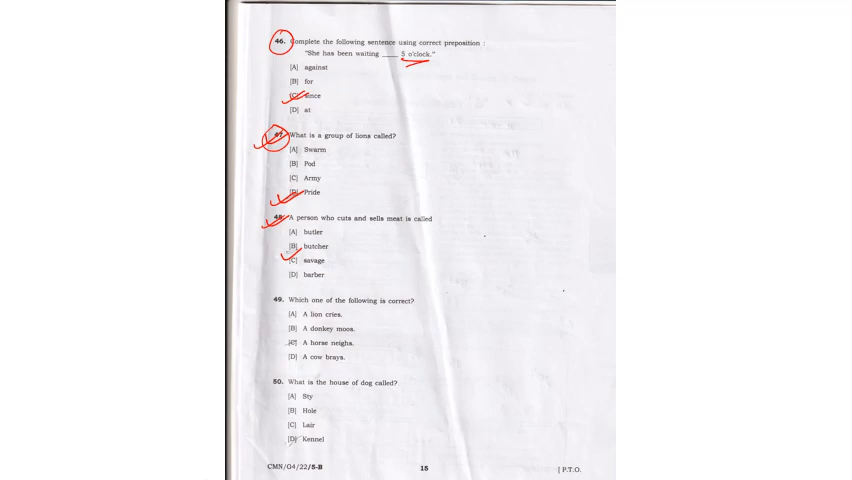 46. Complete the following sentence using correct preposition :
"She has been waiting ____ 5 o'clock."
[A] against
[B] for
[C] since
[D] at
47. What is a group of lions called?
[A] Swarm
[B] Pod
[C] Army
[D] Pride
48. A person who cuts and sells meat is called
[A] butler
[B] butcher
[C] savage
[D] barber
49. Which one of the following is correct?
[A] A lion cries.
[B] A donkey moos.
[C] A horse neighs.
[D] A cow brays.
50. What is the house of dog called?
[A] Sty
[B] Hole
[C] Lair
[D] Kennel
CMN/G4/22/5-B 15 [ P.T.O.